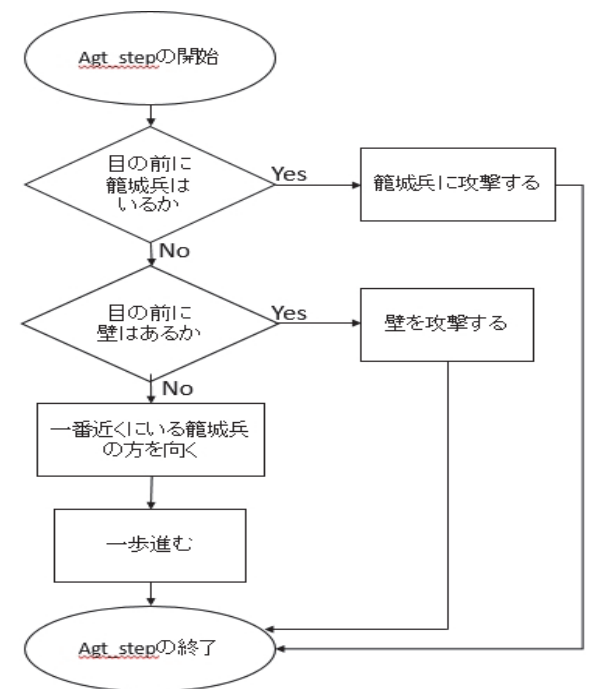 Agt_stepの開始
目の前に
籠城兵は
いるか
Yes
籠城兵に攻撃する
No
目の前に
壁はあるか
Yes
壁を攻撃する
No
一番近くにいる籠城兵
の方を向く
一歩進む
Agt_stepの終了